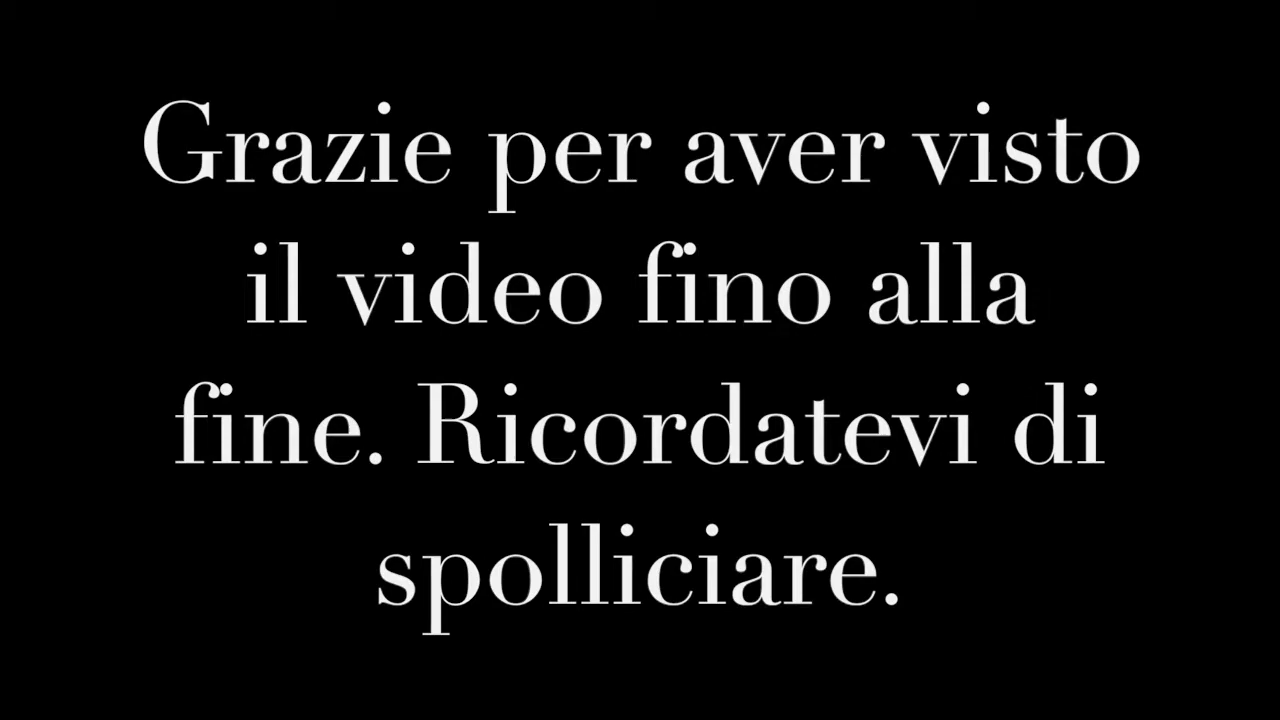 Grazie per aver visto
il video fino alla
fine. Ricordatevi di
spolliciare.